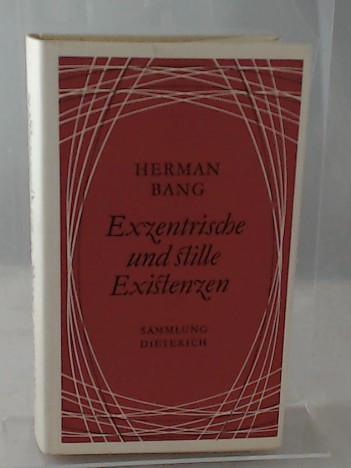 HERMAN
BANG
Exzentrische
und stille
Existenzen
SAMMLUNG
DIETERICH